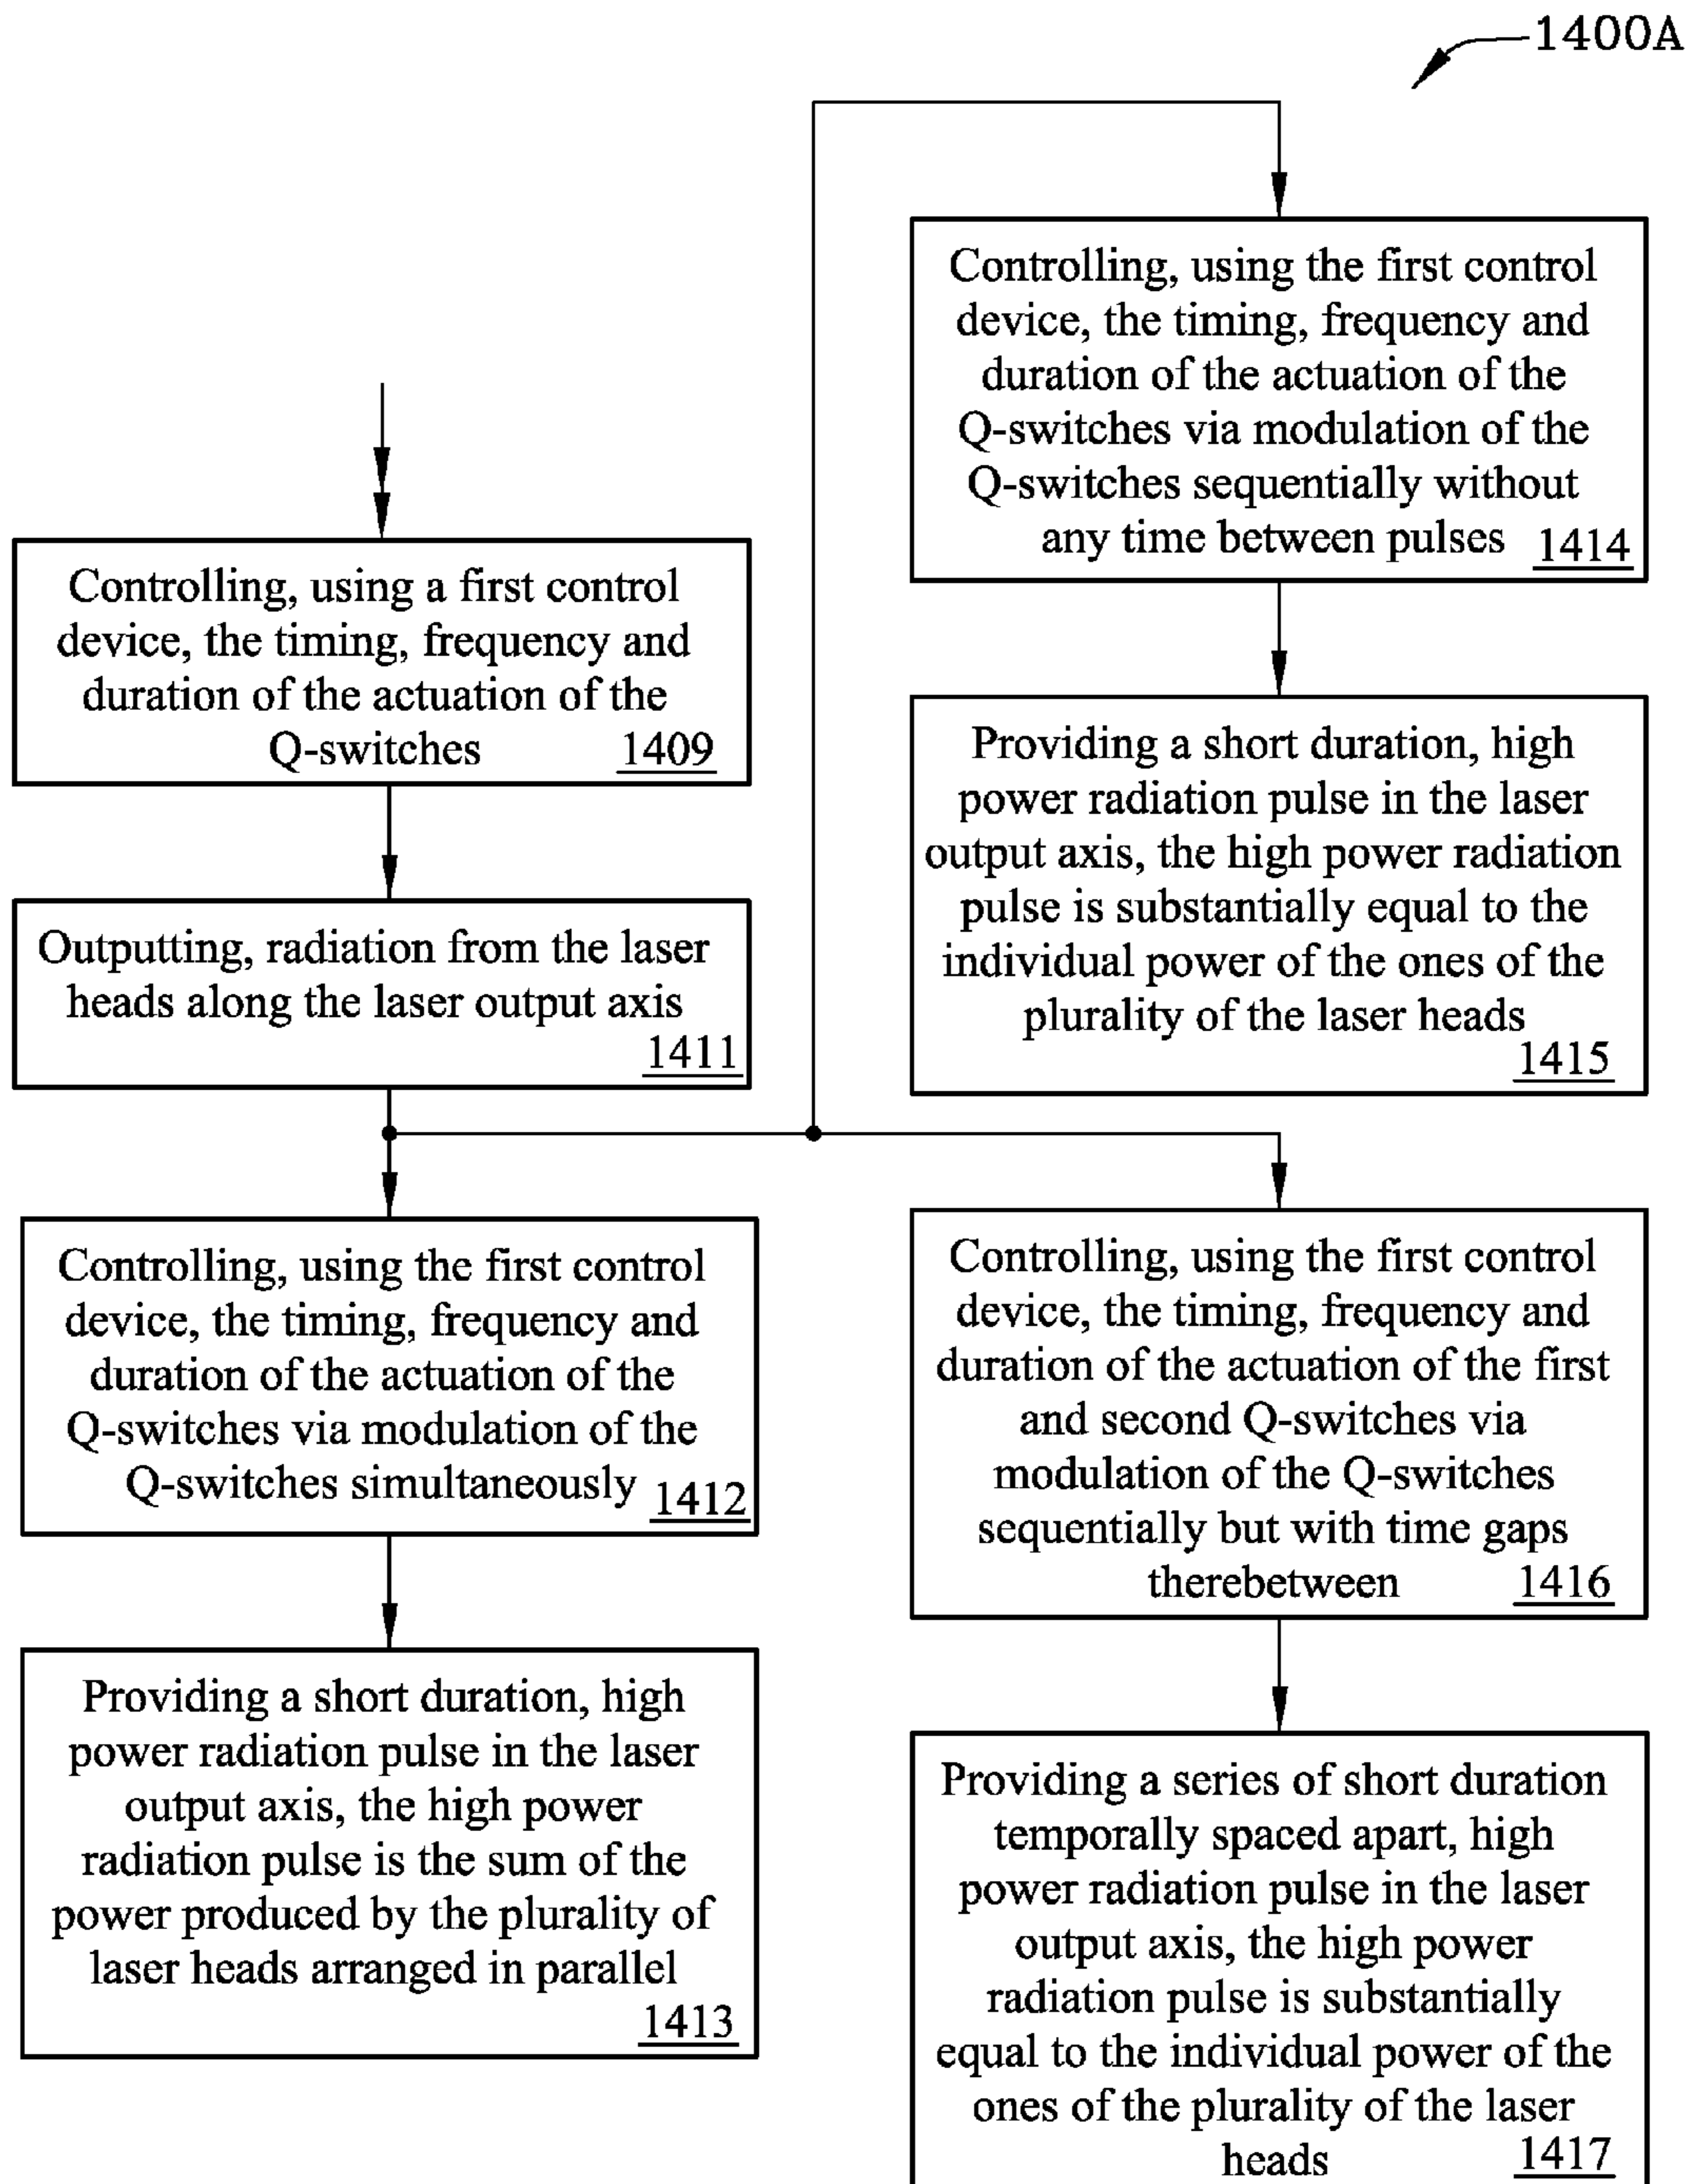 1400A
Controlling, using a first control
device, the timing, frequency and
duration of the actuation of the
Q-switches 1409
Outputting, radiation from the laser
heads along the laser output axis
1411
Controlling, using the first control
device, the timing, frequency and
duration of the actuation of the
Q-switches via modulation of the
Q-switches simultaneously 1412
Providing a short duration, high
power radiation pulse in the laser
output axis, the high power
radiation pulse is the sum of the
power produced by the plurality of
laser heads arranged in parallel
1413
Controlling, using the first control
device, the timing, frequency and
duration of the actuation of the
Q-switches via modulation of the
Q-switches sequentially without
any time between pulses 1414
Providing a short duration, high
power radiation pulse in the laser
output axis, the high power radiation
pulse is substantially equal to the
individual power of the ones of the
plurality of the laser heads
1415
Controlling, using the first control
device, the timing, frequency and
duration of the actuation of the first
and second Q-switches via
modulation of the Q-switches
sequentially but with time gaps
therebetween 1416
Providing a series of short duration
temporally spaced apart, high
power radiation pulse in the laser
output axis, the high power
radiation pulse is substantially
equal to the individual power of the
ones of the plurality of the laser
heads 1417